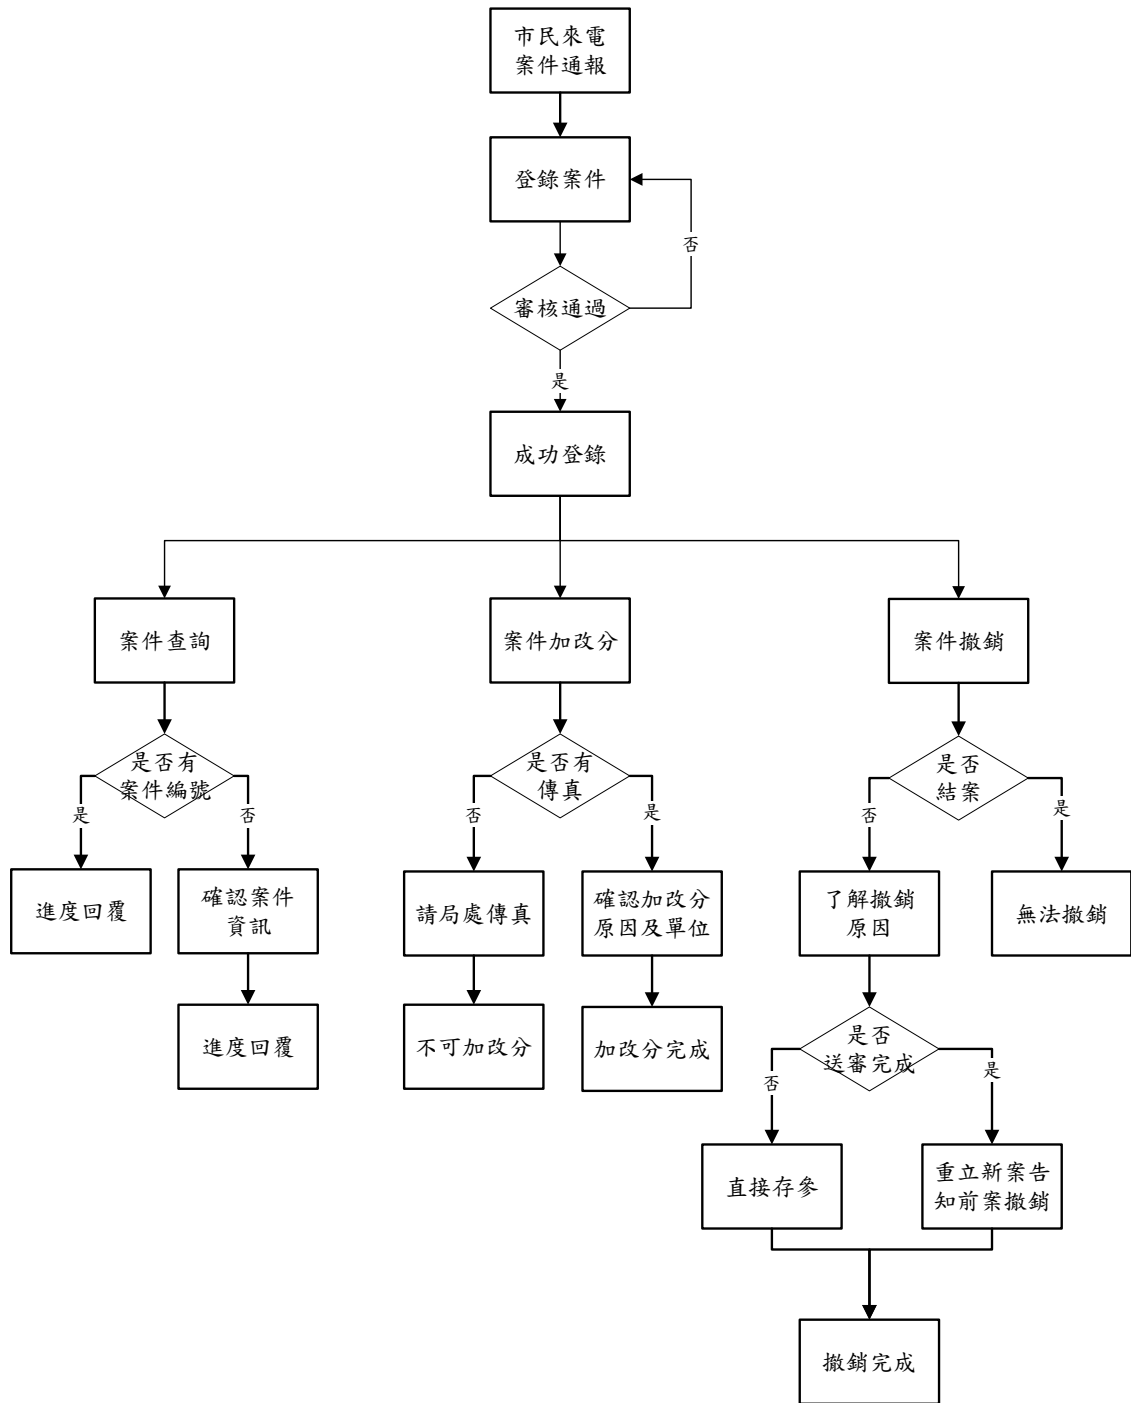 市民來電
案件通報
登錄案件
否
審核通過
是
成功登錄
案件查詢
案件加改分
案件撤銷
是否有
案件編號
是否有
傳真
是否
結案
是
否
否
是
否
是
進度回覆
確認案件
資訊
請局處傳真
確認加改分
原因及單位
了解撤銷
原因
無法撤銷
進度回覆
不可加改分
加改分完成
是否
送審完成
否
是
直接存參
重立新案告
知前案撤銷
撤銷完成